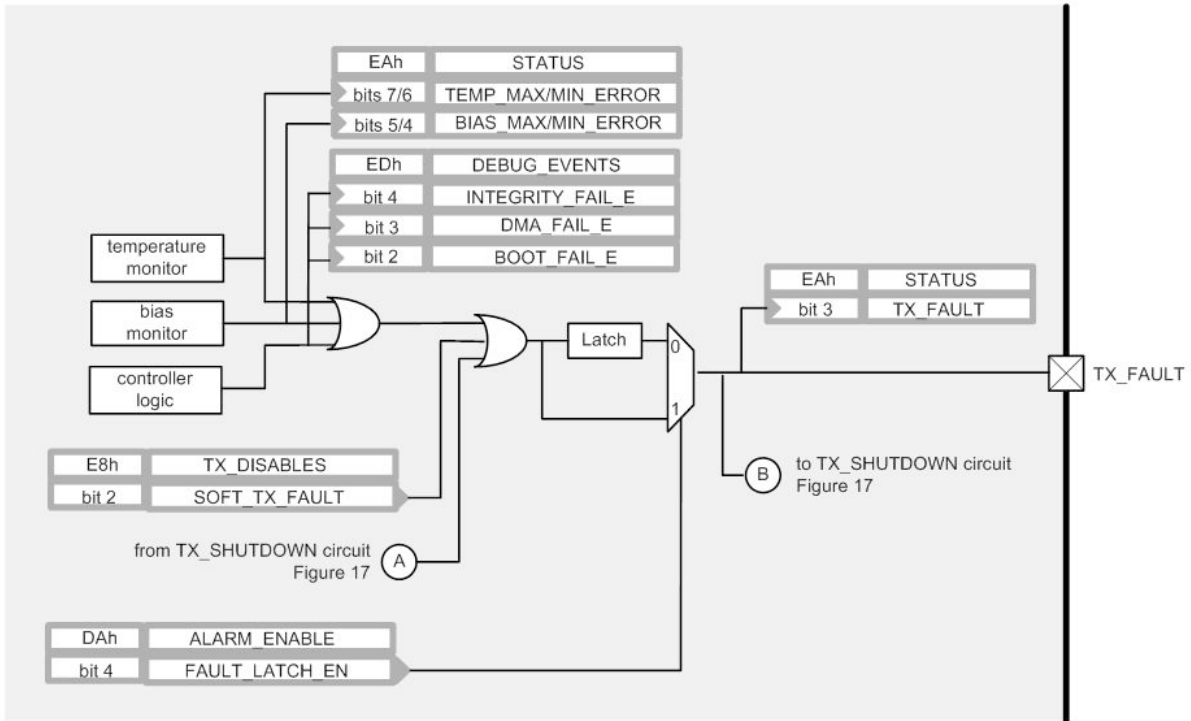 EAh STATUS
bits 7/6 TEMP_MAX/MIN_ERROR
bits 5/4 BIAS_MAX/MIN_ERROR
EDh DEBUG_EVENTS
bit 4 INTEGRITY_FAIL_E
bit 3 DMA_FAIL_E
bit 2 BOOT_FAIL_E
temperature
monitor
bias
monitor
controller
logic
EAh STATUS
bit 3 TX_FAULT
Latch
0
1
TX_FAULT
E8h TX_DISABLES
bit 2 SOFT_TX_FAULT
B
to TX_SHUTDOWN circuit
Figure 17
from TX_SHUTDOWN circuit
Figure 17
A
DAh ALARM_ENABLE
bit 4 FAULT_LATCH_EN